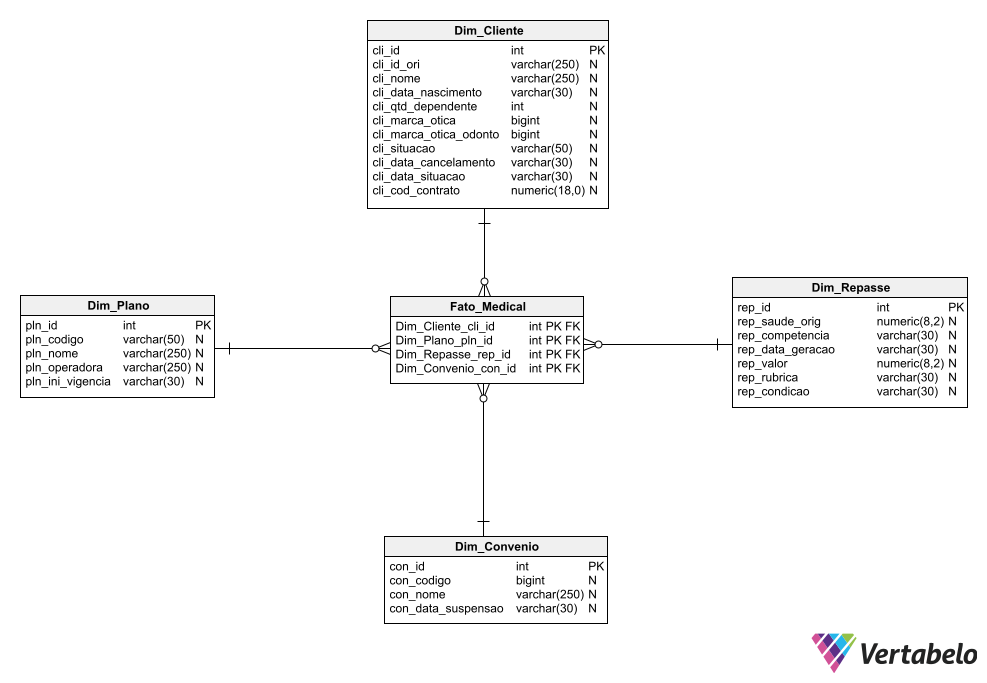 Dim_Cliente
cli_id int PK
cli_id_ori varchar(250) N
cli_nome varchar(250) N
cli_data_nascimento varchar(30) N
cli_qtd_dependente int N
cli_marca_otica bigint N
cli_marca_otica_odonto bigint N
cli_situacao varchar(50) N
cli_data_cancelamento varchar(30) N
cli_data_situacao varchar(30) N
cli_cod_contrato numeric(18,0) N
Dim_Plano
pln_id int PK
pln_codigo varchar(50) N
pln_nome varchar(250) N
pln_operadora varchar(250) N
pln_ini_vigencia varchar(30) N
Fato_Medical
Dim_Cliente_cli_id int PK FK
Dim_Plano_pln_id int PK FK
Dim_Repasse_rep_id int PK FK
Dim_Convenio_con_id int PK FK
Dim_Repasse
rep_id int PK
rep_saude_orig numeric(8,2) N
rep_competencia varchar(30) N
rep_data_geracao varchar(30) N
rep_valor numeric(8,2) N
rep_rubrica varchar(30) N
rep_condicao varchar(30) N
Dim_Convenio
con_id int PK
con_codigo bigint N
con_nome varchar(250) N
con_data_suspensao varchar(30) N
Vertabelo